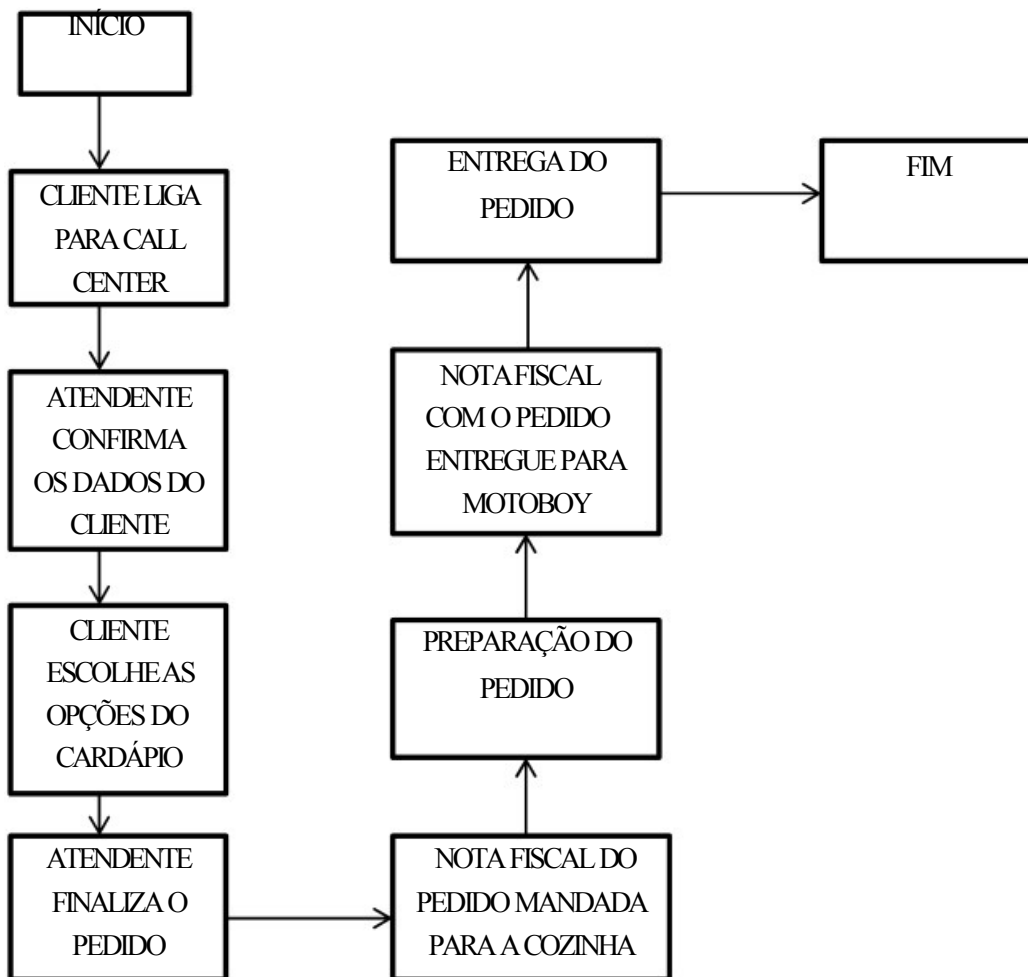 INÍCIO
CLIENTE LIGA
PARA CALL
CENTER
ATENDENTE
CONFIRMA
OS DADOS DO
CLIENTE
CLIENTE
ESCOLHE AS
OPÇÕES DO
CARDÁPIO
ATENDENTE
FINALIZA O
PEDIDO
NOTA FISCAL DO
PEDIDO MANDADA
PARA A COZINHA
PREPARAÇÃO DO
PEDIDO
NOTA FISCAL
COM O PEDIDO
ENTREGUE PARA
MOTOBOY
ENTREGA DO
PEDIDO
FIM